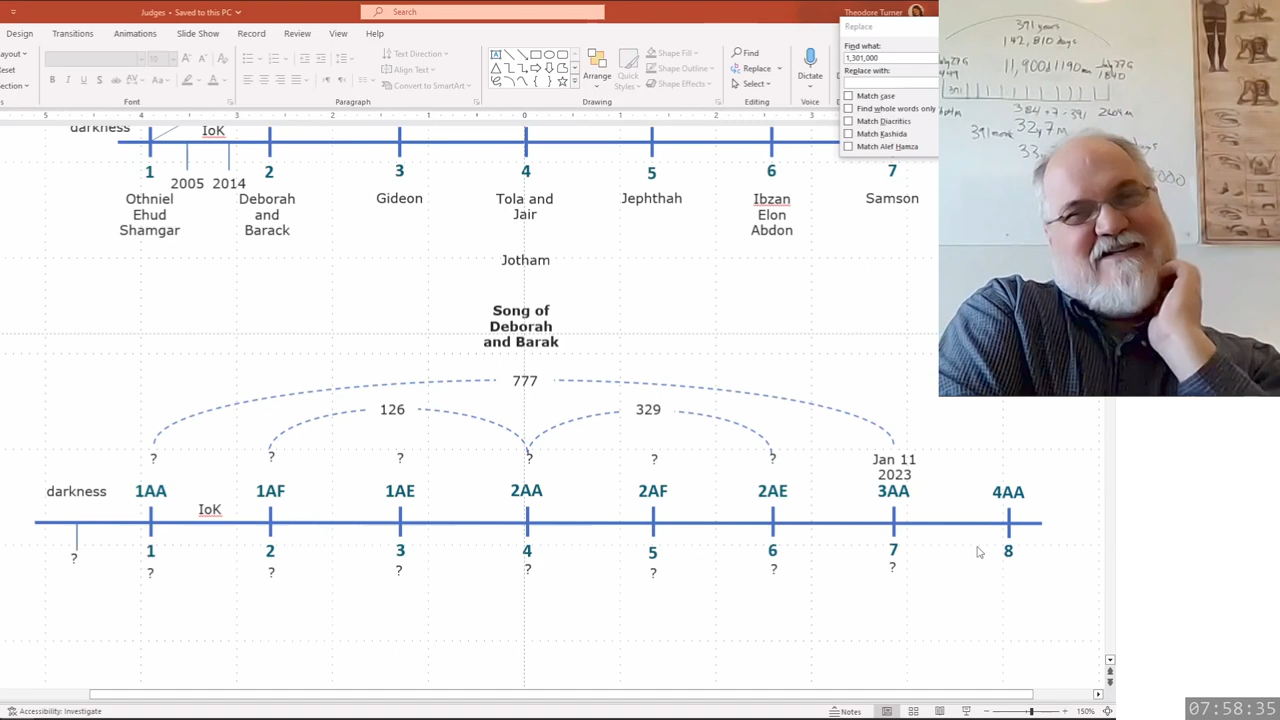 Judges - Saved to this PC
Search
Theodore Turner
Design Transitions Animations Slide Show Record Review View Help
Font Paragraph Drawing Editing Voice
Text Direction
Align Text
Convert to SmartArt
Arrange
Quick
Styles
Shape Fill
Shape Outline
Shape Effects
Find
Replace
Select
Dictate
Replace
Find what:
1,301,000
Replace with:
Match case
Find whole words only
Match Diacritics
Match Kashida
Match Alef Hamza
391 years
142,810 days
1840
391
darkness IoK
1 2 3 4 5 6 7
2005 2014
Othniel
Ehud
Shamgar
Deborah
and
Barack
Gideon
Tola and
Jair
Jephthah
Ibzan
Elon
Abdon
Samson
Jotham
Song of
Deborah
and Barak
777
126 329
? ? ? ? ? ? Jan 11
2023
darkness 1AA 1AF 1AE 2AA 2AF 2AE 3AA 4AA
IoK
? 1 2 3 4 5 6 7 8
? ? ? ? ? ? ?
Accessibility: Investigate
Notes
150%
07:58:35